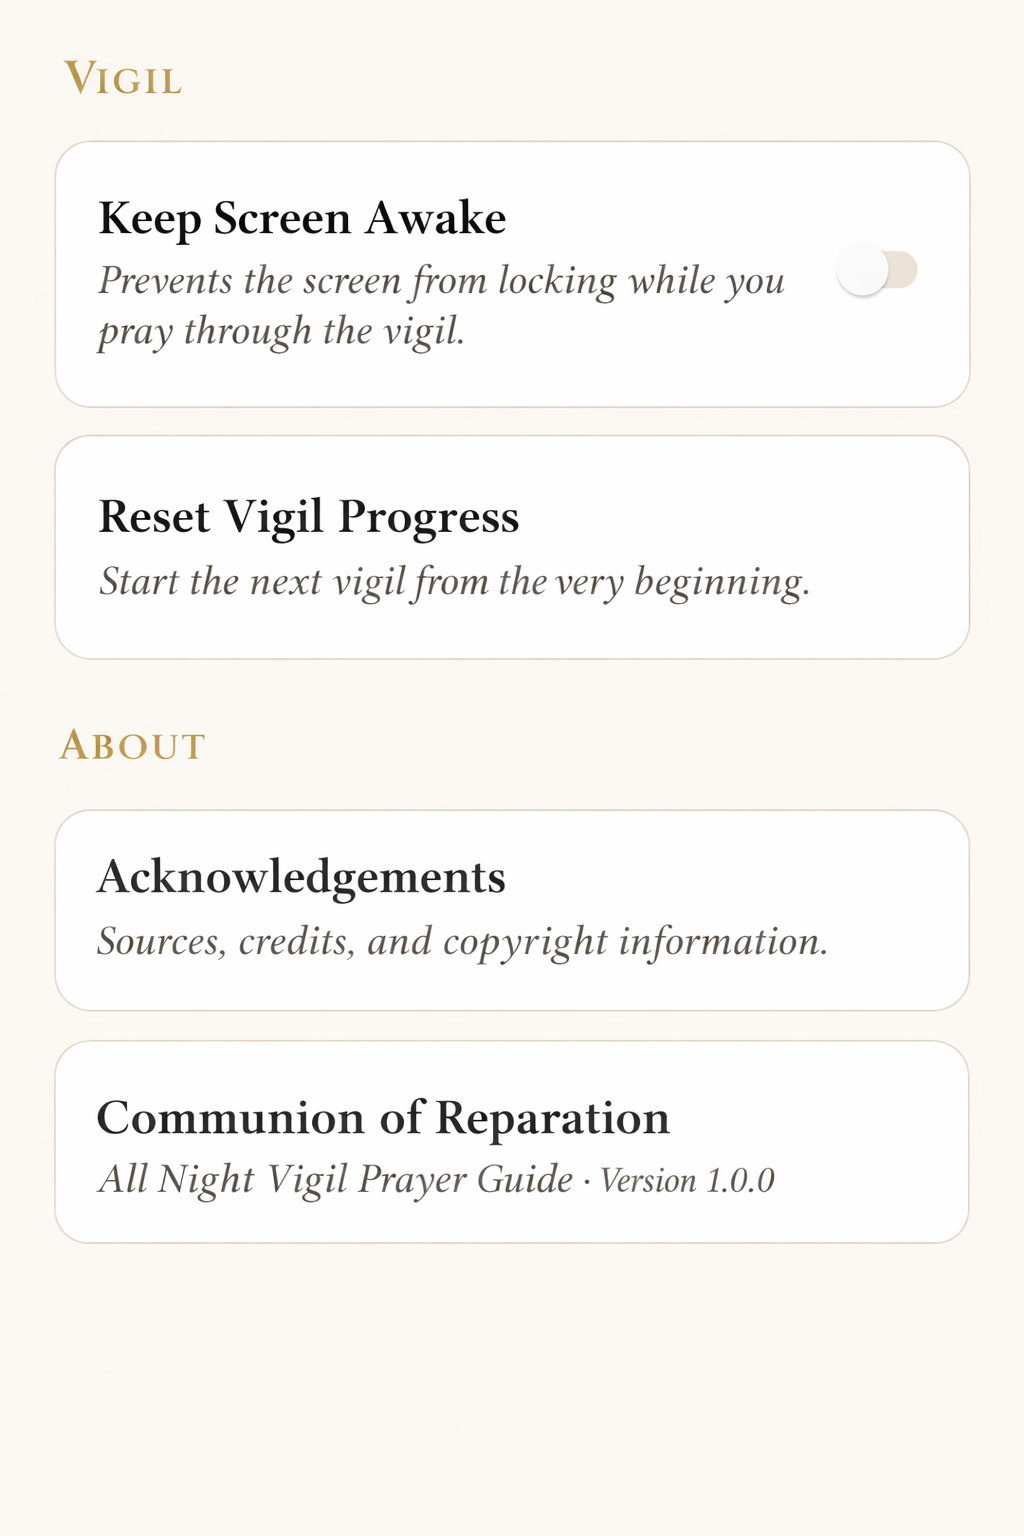 VIGIL
Keep Screen Awake
Prevents the screen from locking while you
pray through the vigil.
Reset Vigil Progress
Start the next vigil from the very beginning.
ABOUT
Acknowledgements
Sources, credits, and copyright information.
Communion of Reparation
All Night Vigil Prayer Guide · Version 1.0.0